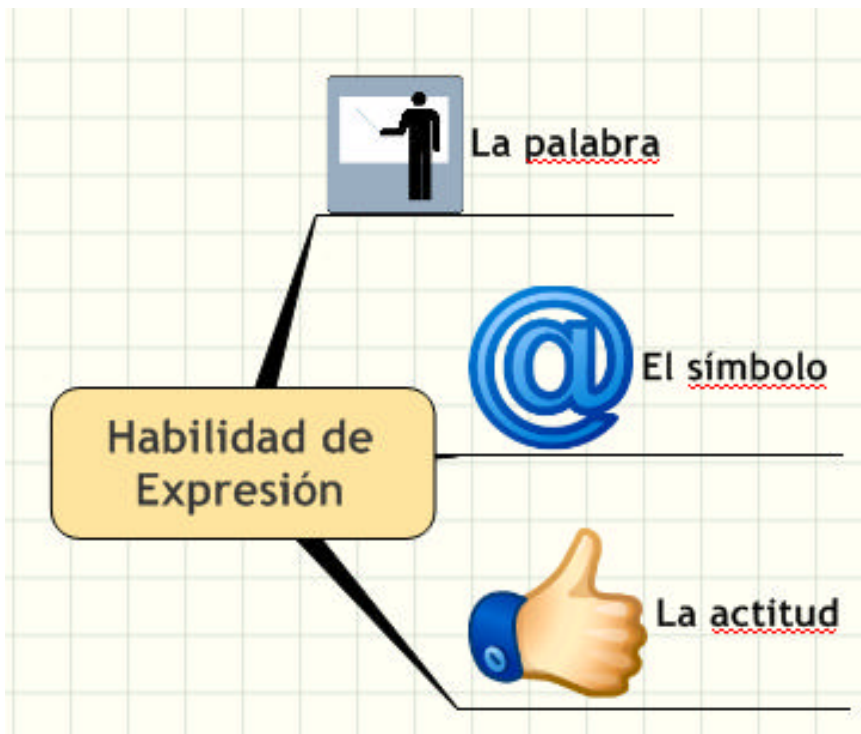 La palabra
El símbolo
Habilidad de
Expresión
La actitud